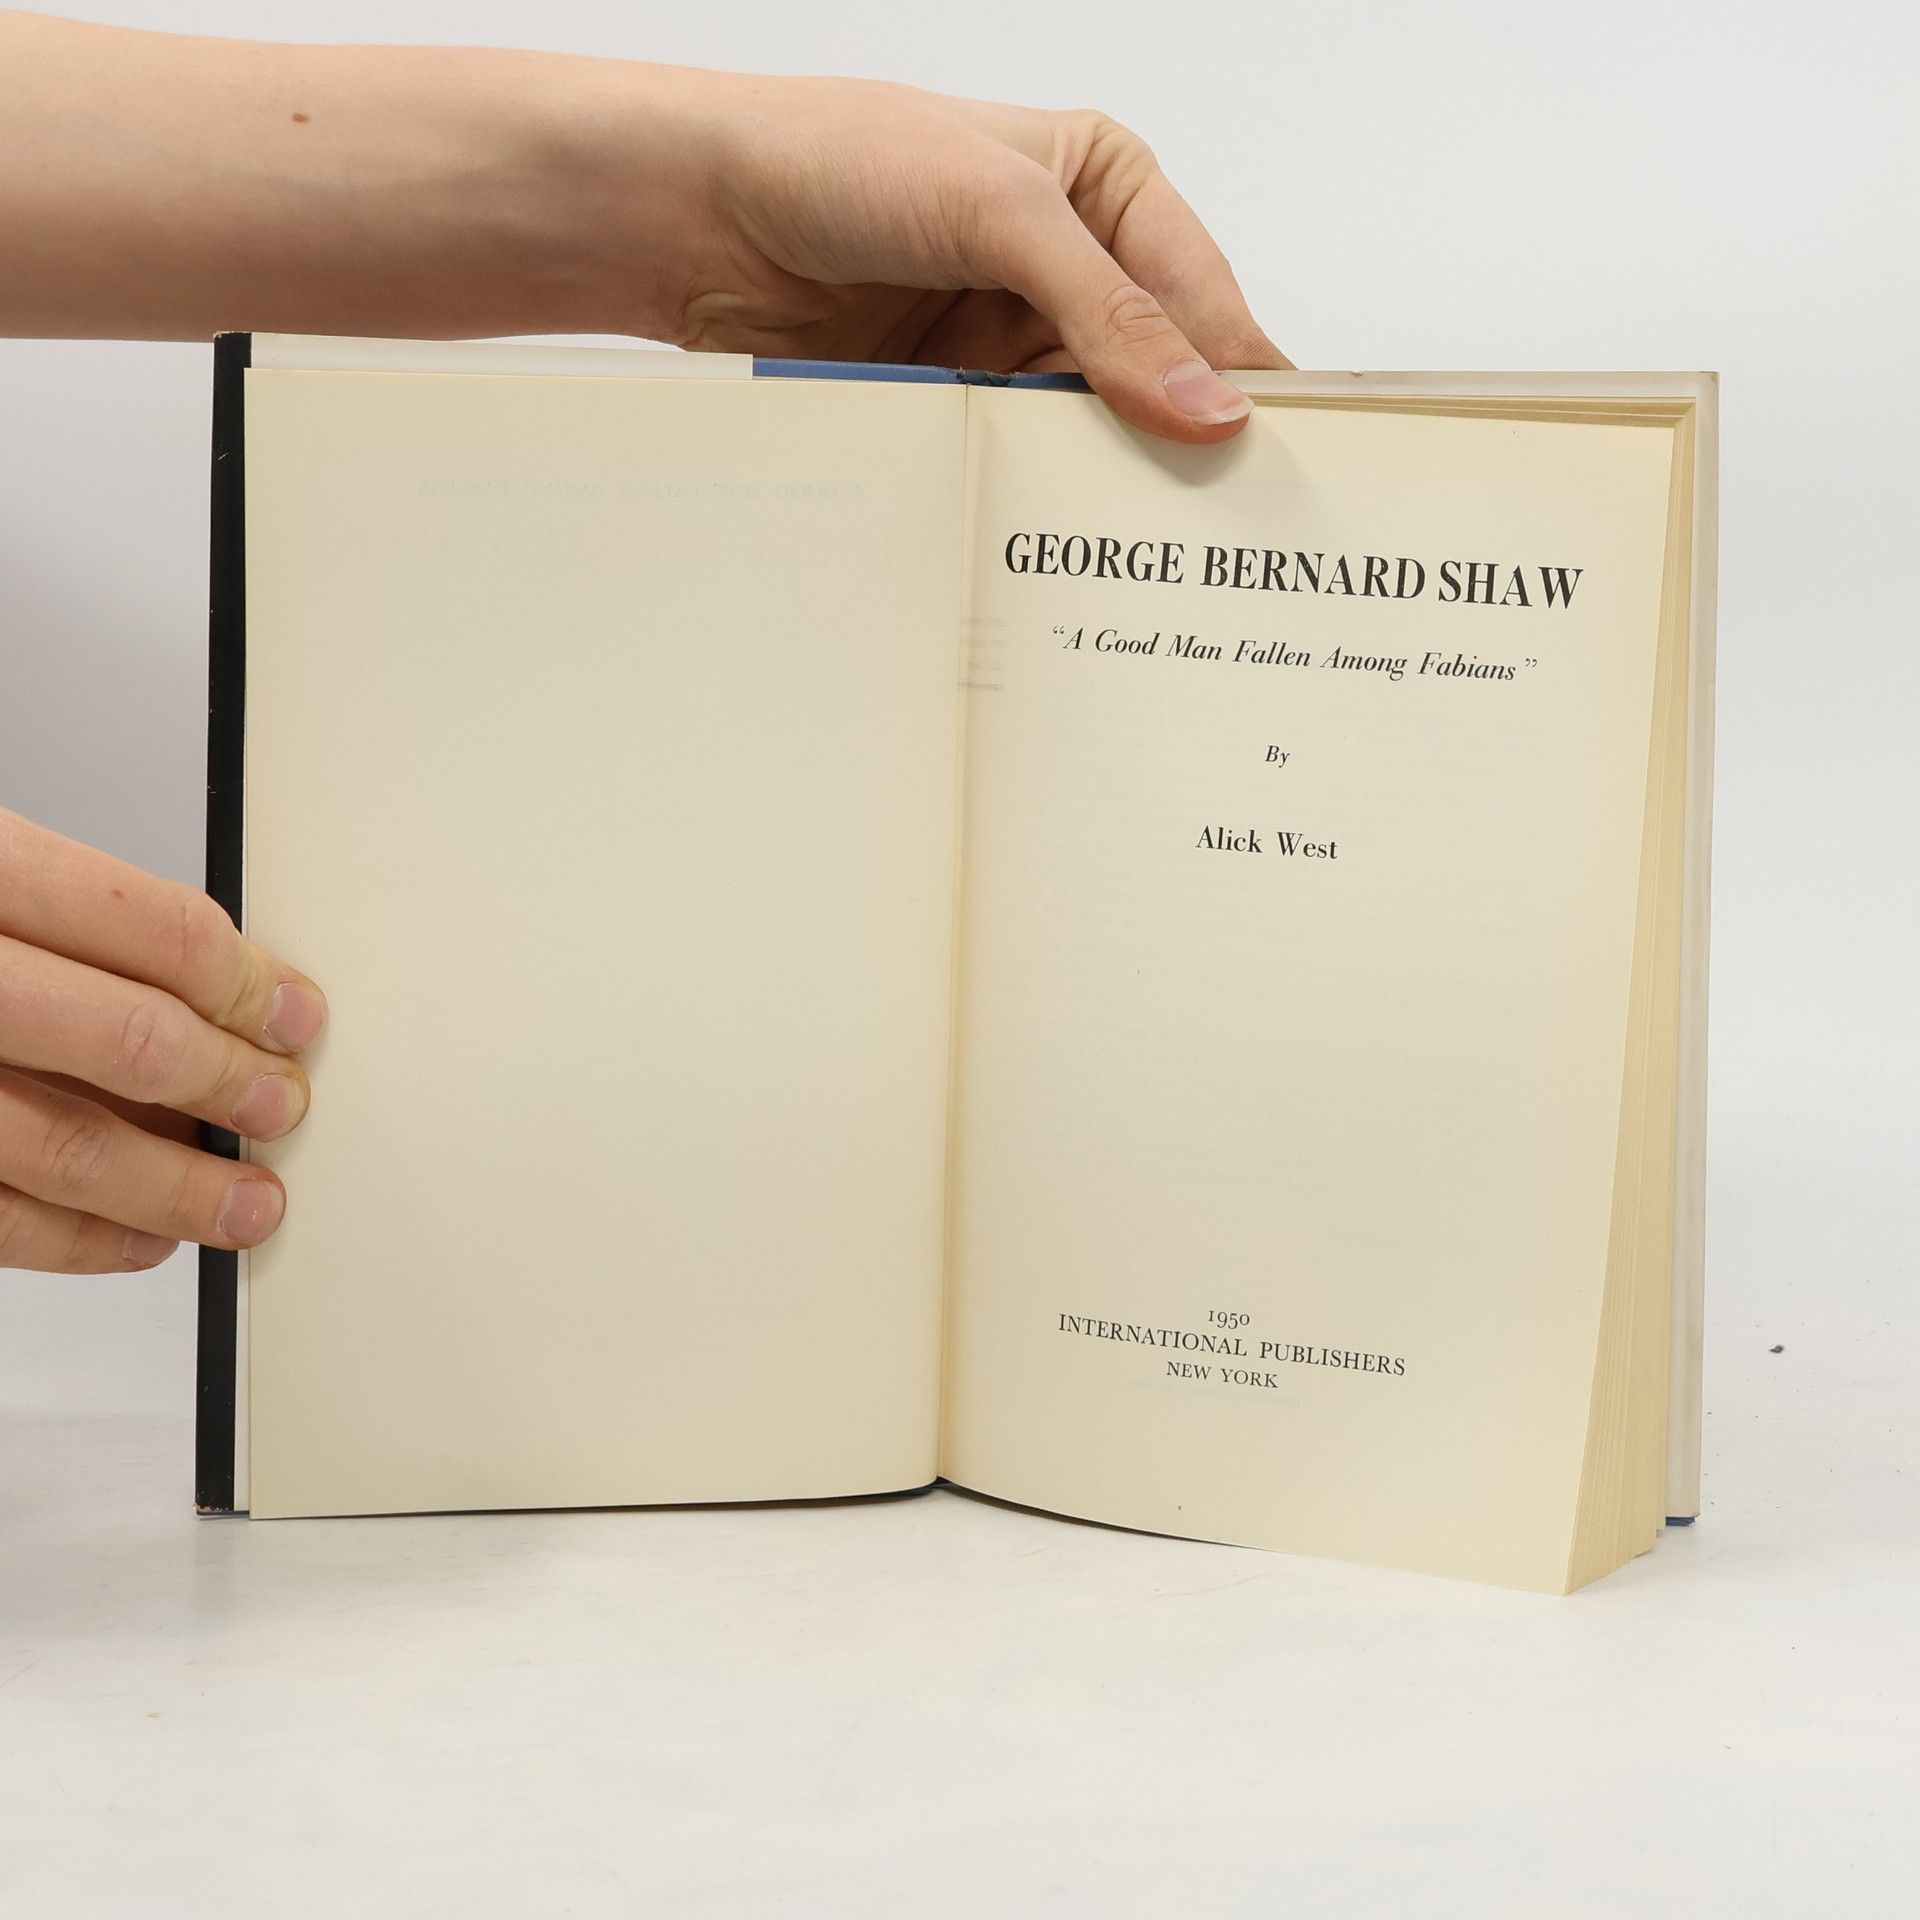 GEORGE BERNARD SHAW
“A Good Man Fallen Among Fabians”
By
Alick West
1950
INTERNATIONAL PUBLISHERS
NEW YORK